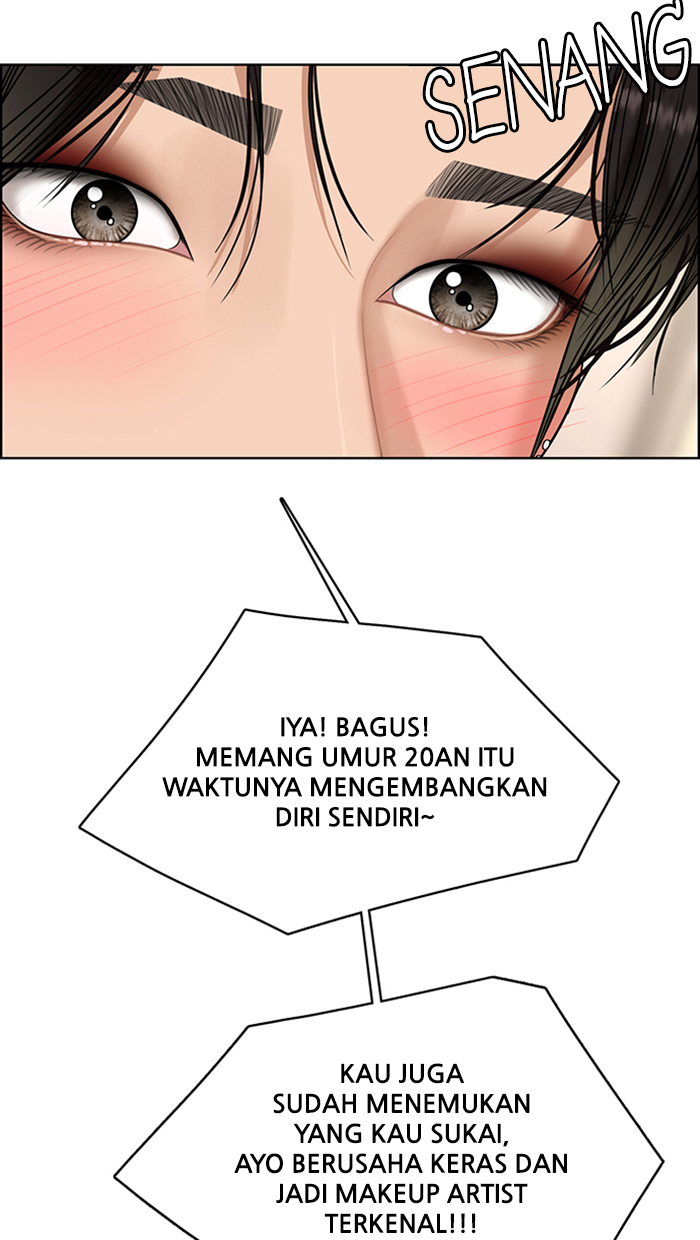 SENANG
IYA! BAGUS!
MEMANG UMUR 20AN ITU
WAKTUNYA MENGEMBANGKAN
DIRI SENDIRI~
KAU JUGA
SUDAH MENEMUKAN
YANG KAU SUKAI,
AYO BERUSAHA KERAS DAN
JADI MAKEUP ARTIST
TERKENAL!!!